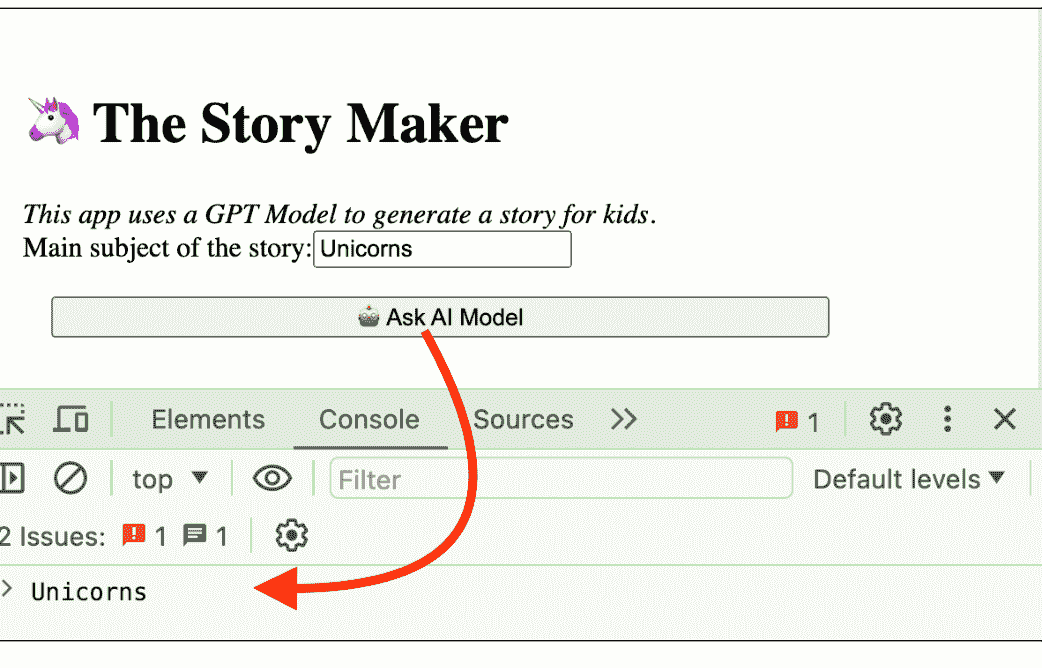 The Story Maker
This app uses a GPT Model to generate a story for kids.
Main subject of the story: Unicorns
Ask AI Model
Elements Console Sources 1
top Filter Default levels
2 Issues: 1 1
Unicorns